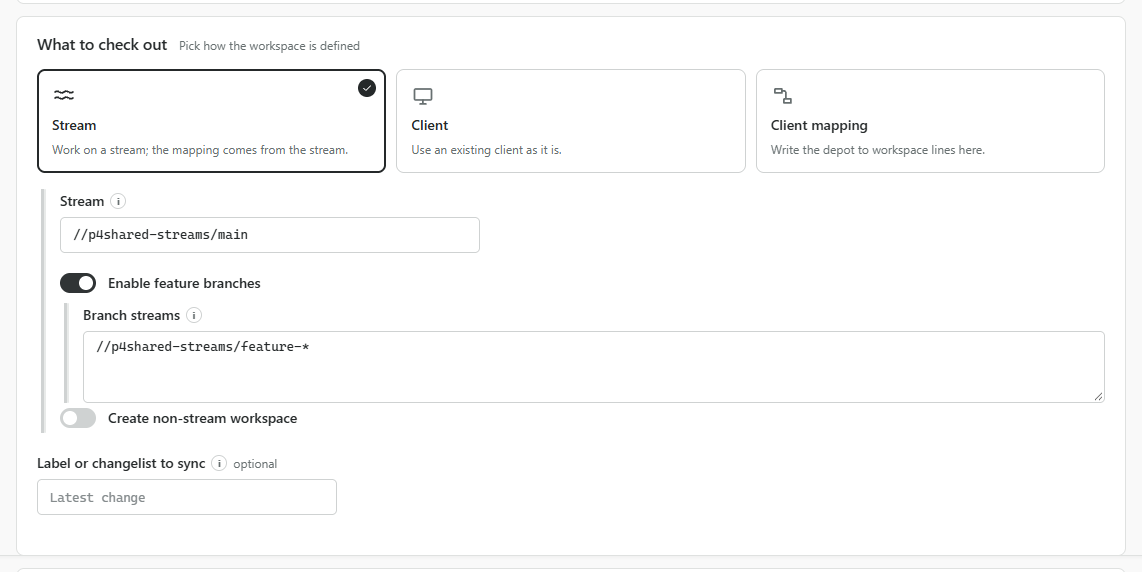 What to check out Pick how the workspace is defined
Stream
Work on a stream; the mapping comes from the stream.
Client
Use an existing client as it is.
Client mapping
Write the depot to workspace lines here.
Stream i
//p4shared-streams/main
Enable feature branches
Branch streams i
//p4shared-streams/feature-*
Create non-stream workspace
Label or changelist to sync i optional
Latest change